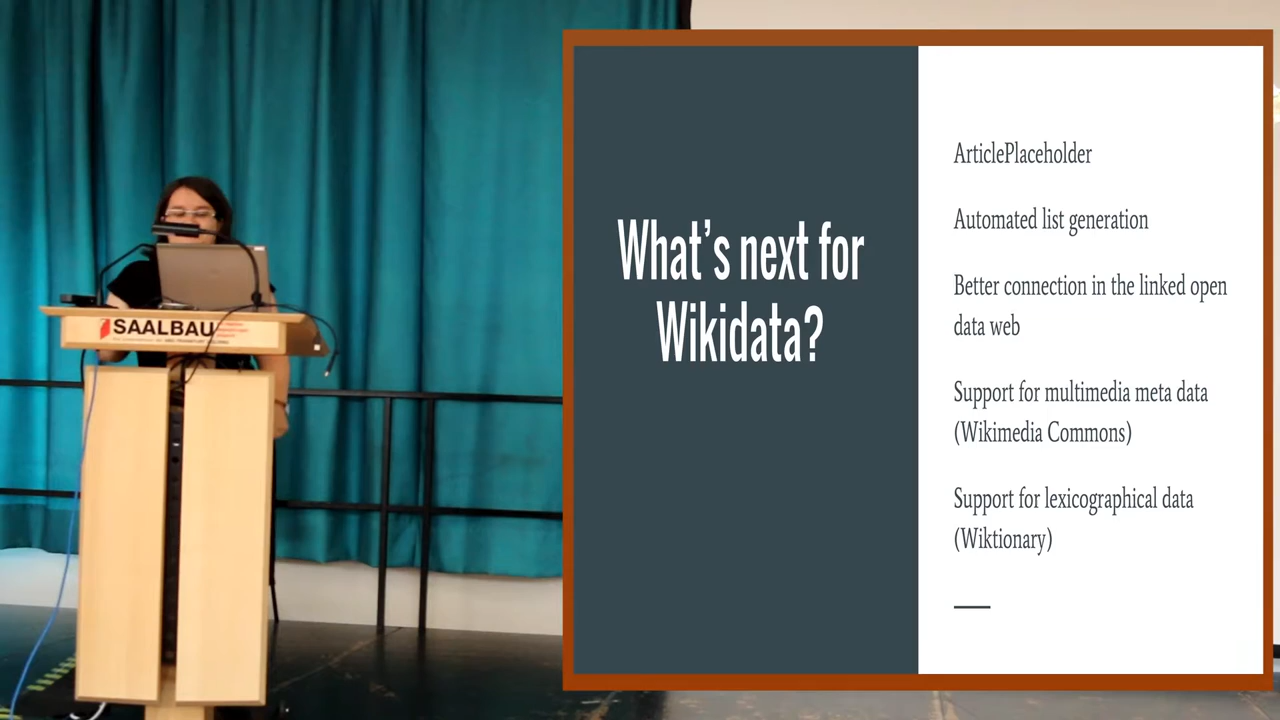 What's next for
Wikidata?
ArticlePlaceholder
Automated list generation
Better connection in the linked open
data web
Support for multimedia meta data
(Wikimedia Commons)
Support for lexicographical data
(Wiktionary)
SAALBAU